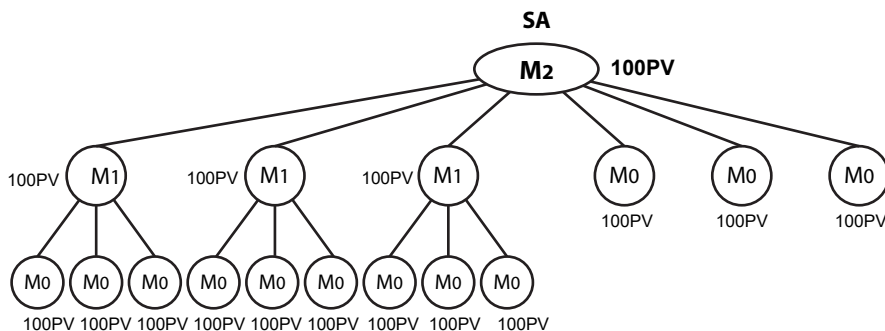 SA
M2 100PV
100PV M1 100PV M1 100PV M1 M0 M0 M0
100PV 100PV 100PV
M0 M0 M0 M0 M0 M0 M0 M0 M0
100PV 100PV 100PV 100PV 100PV 100PV 100PV 100PV 100PV